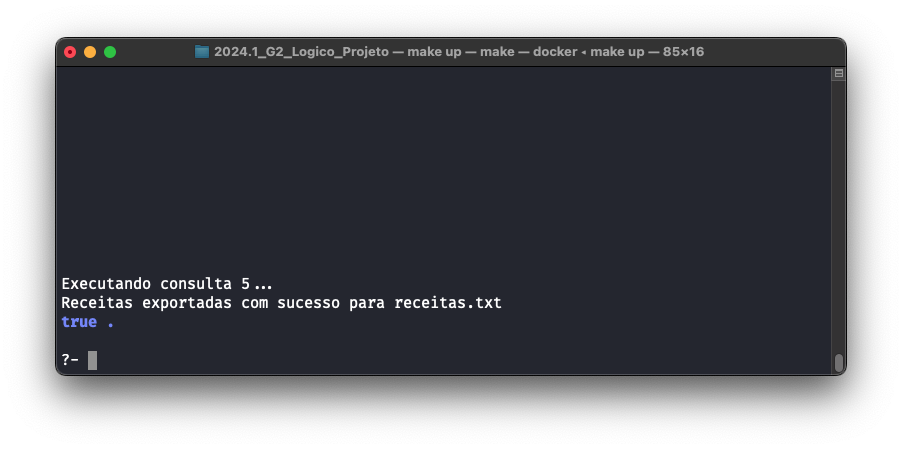 2024.1_G2_Logico_Projeto — make up — make — docker ◂ make up — 85×16
Executando consulta 5...
Receitas exportadas com sucesso para receitas.txt
true .
?-